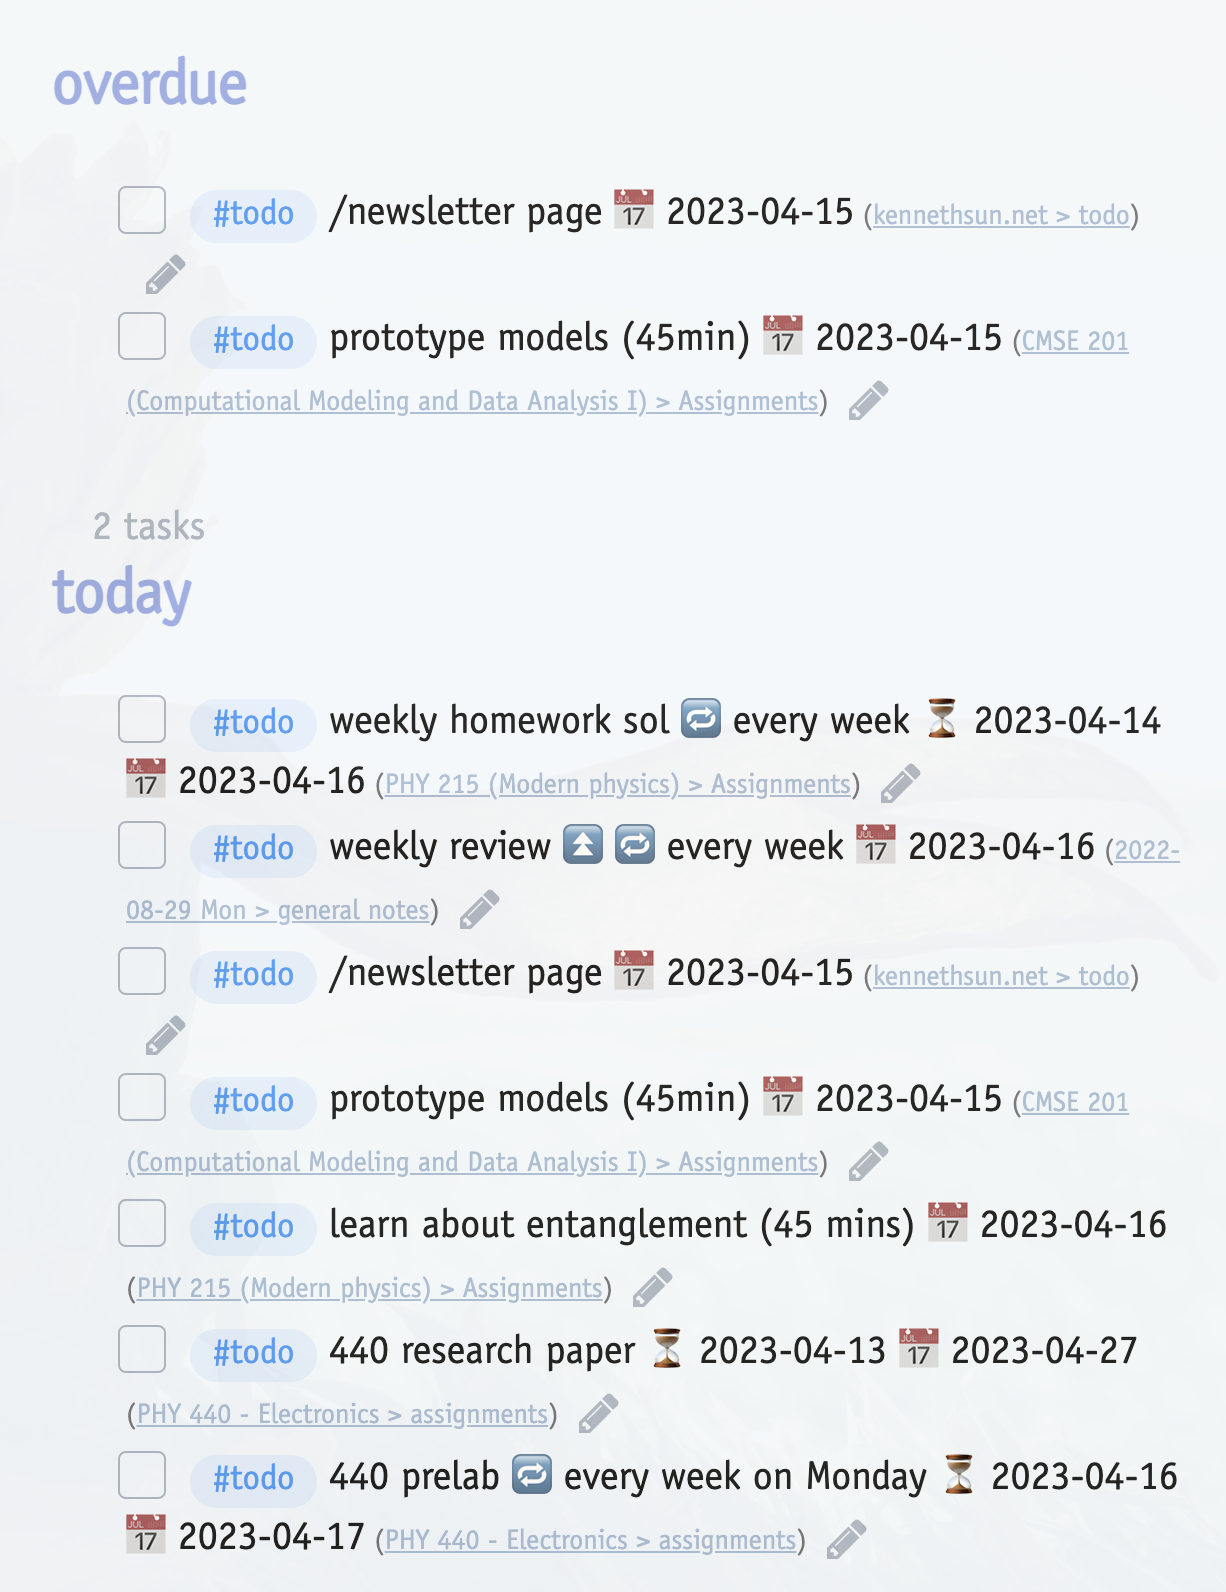 overdue
#todo /newsletter page 📅 2023-04-15 (kennethsun.net > todo)
#todo prototype models (45min) 📅 2023-04-15 (CMSE 201
(Computational Modeling and Data Analysis I) > Assignments)
2 tasks
today
#todo weekly homework sol 🔁 every week ⏳ 2023-04-14
📅 2023-04-16 (PHY 215 (Modern physics) > Assignments)
#todo weekly review ⏫ 🔁 every week 📅 2023-04-16 (2022-
08-29 Mon > general notes)
#todo /newsletter page 📅 2023-04-15 (kennethsun.net > todo)
#todo prototype models (45min) 📅 2023-04-15 (CMSE 201
(Computational Modeling and Data Analysis I) > Assignments)
#todo learn about entanglement (45 mins) 📅 2023-04-16
(PHY 215 (Modern physics) > Assignments)
#todo 440 research paper ⏳ 2023-04-13 📅 2023-04-27
(PHY 440 - Electronics > assignments)
#todo 440 prelab 🔁 every week on Monday ⏳ 2023-04-16
📅 2023-04-17 (PHY 440 - Electronics > assignments)